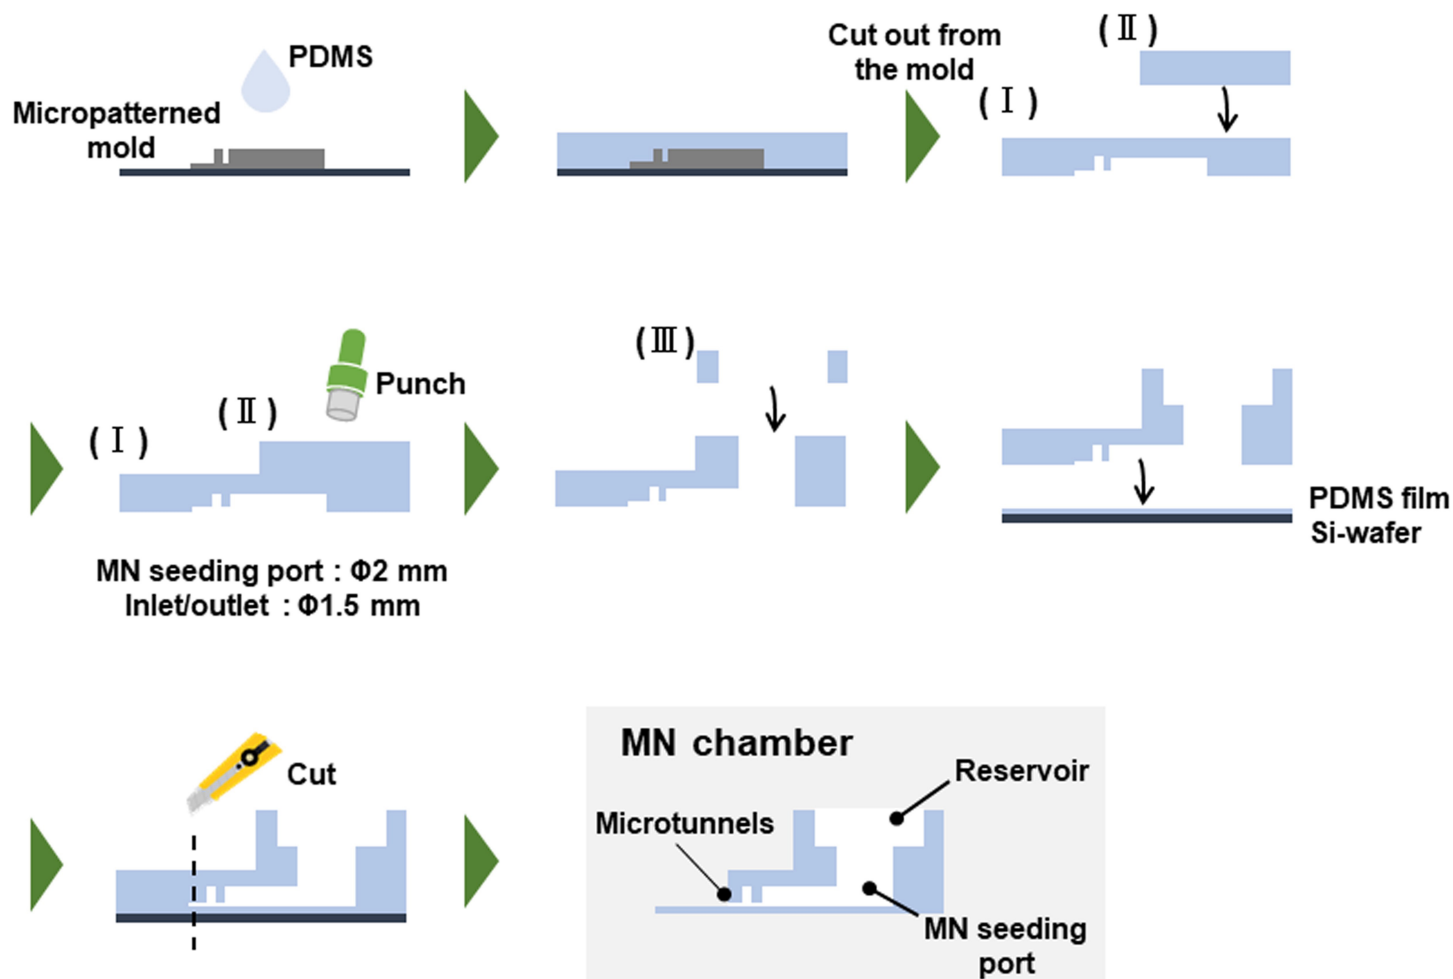 PDMS
Micropatterned
mold
Cut out from
the mold
(Ⅰ)
(Ⅱ)
(Ⅰ)
(Ⅱ)
Punch
MN seeding port : Φ2 mm
Inlet/outlet : Φ1.5 mm
(Ⅲ)
PDMS film
Si-wafer
Cut
MN chamber
Reservoir
Microtunnels
MN seeding
port